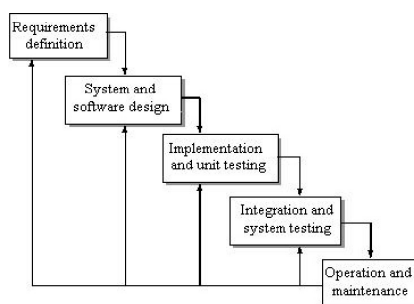 Requirements
definition
System and
software design
Implementation
and unit testing
Integration and
system testing
Operation and
maintenance